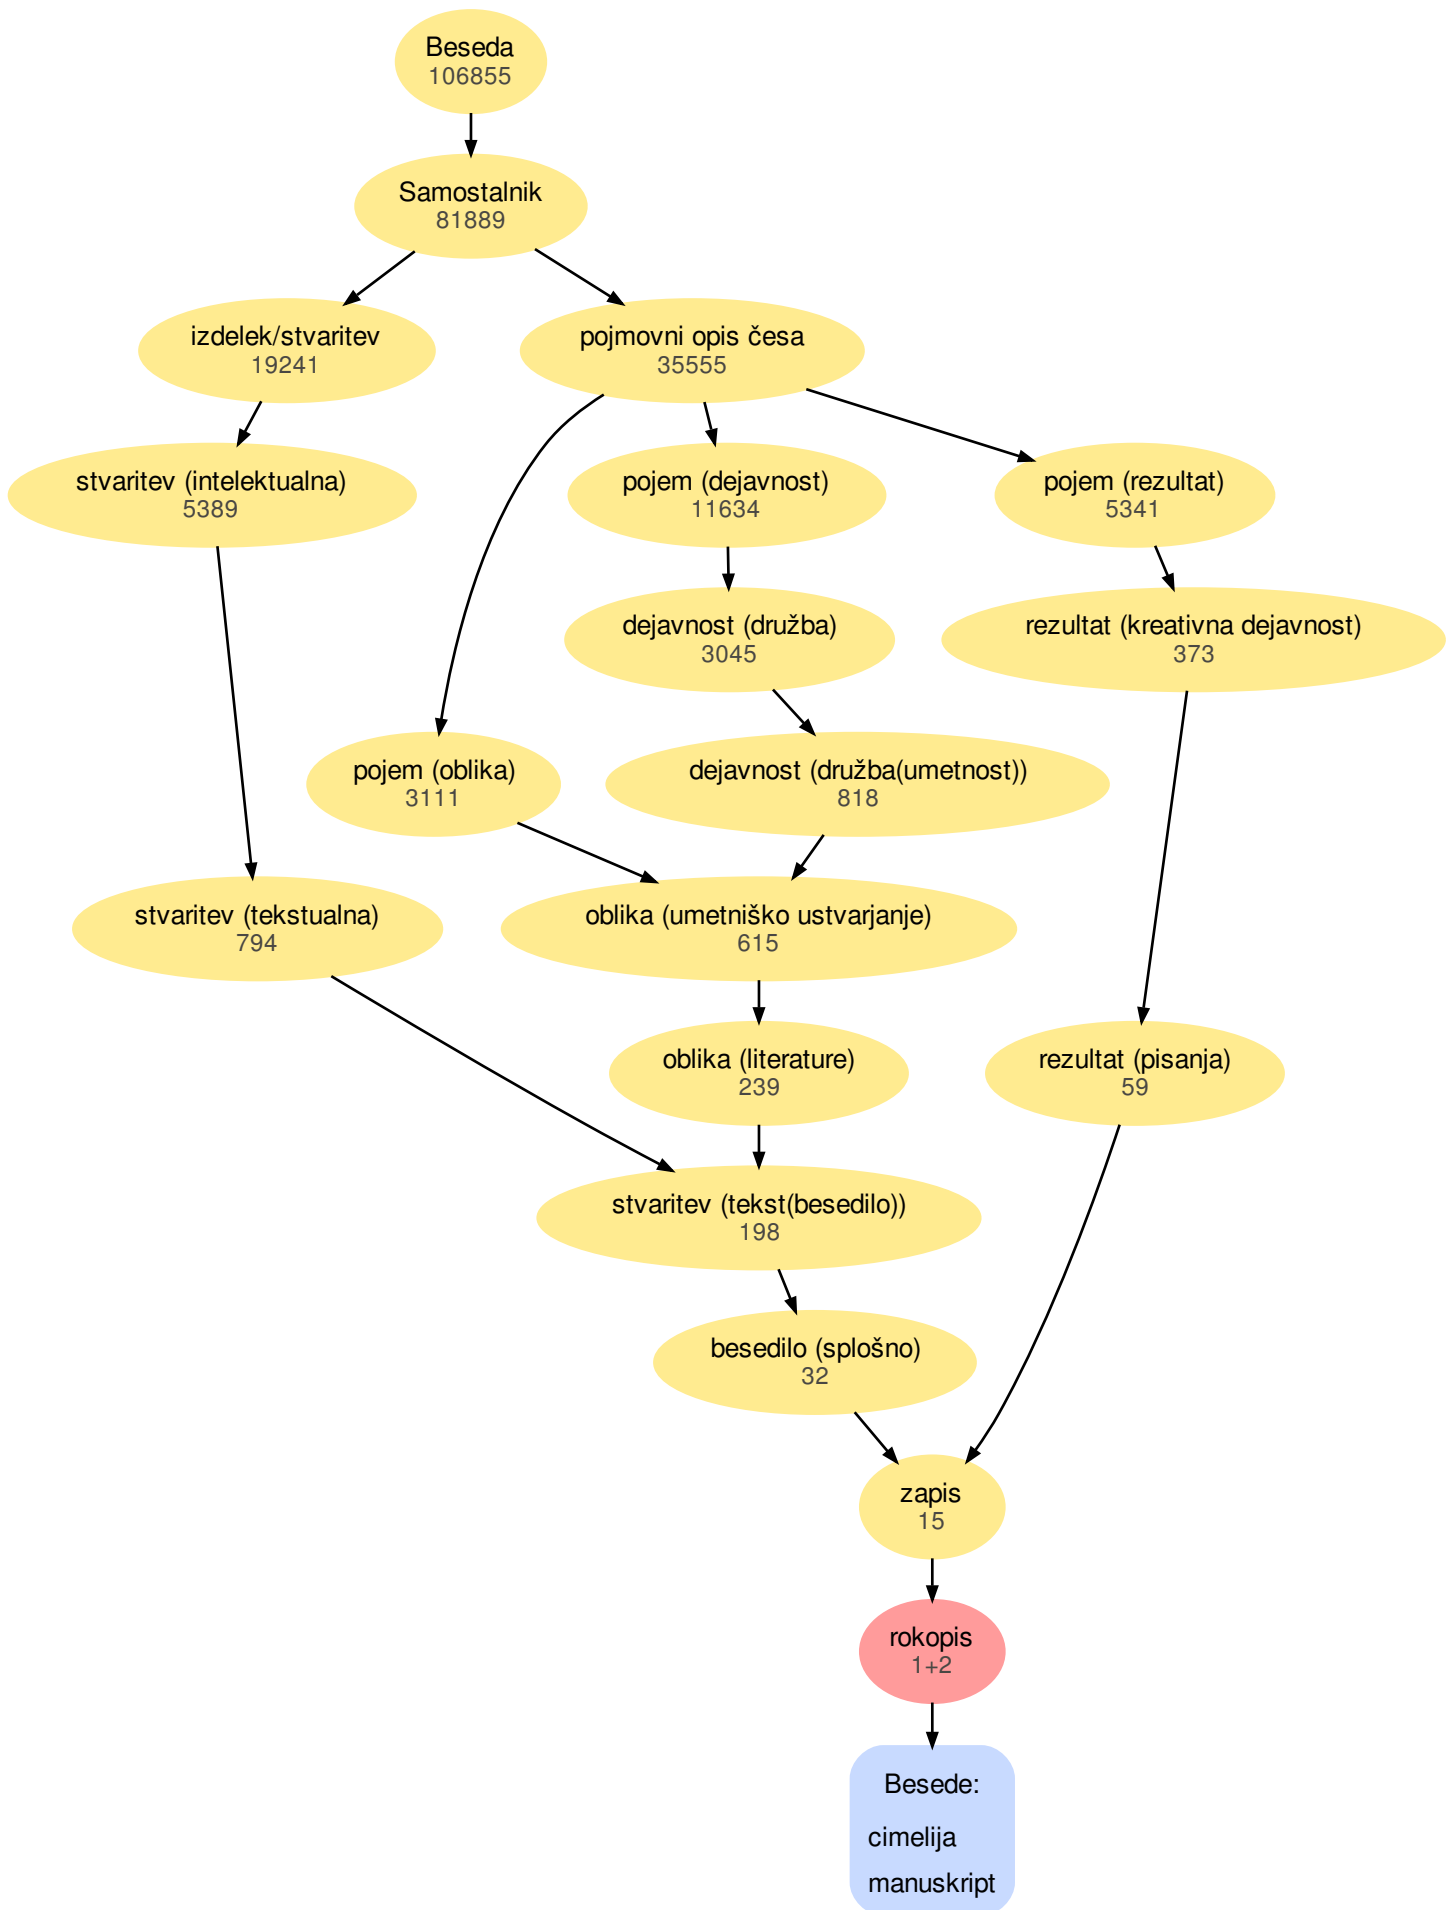 Beseda
106855
Samostalnik
81889
izdelek/stvaritev
19241
pojmovni opis česa
35555
stvaritev (intelektualna)
5389
pojem (dejavnost)
11634
pojem (rezultat)
5341
dejavnost (družba)
3045
rezultat (kreativna dejavnost)
373
pojem (oblika)
3111
dejavnost (družba(umetnost))
818
stvaritev (tekstualna)
794
oblika (umetniško ustvarjanje)
615
oblika (literature)
239
rezultat (pisanja)
59
stvaritev (tekst(besedilo))
198
besedilo (splošno)
32
zapis
15
rokopis
1+2
Besede:
cimelija
manuskript